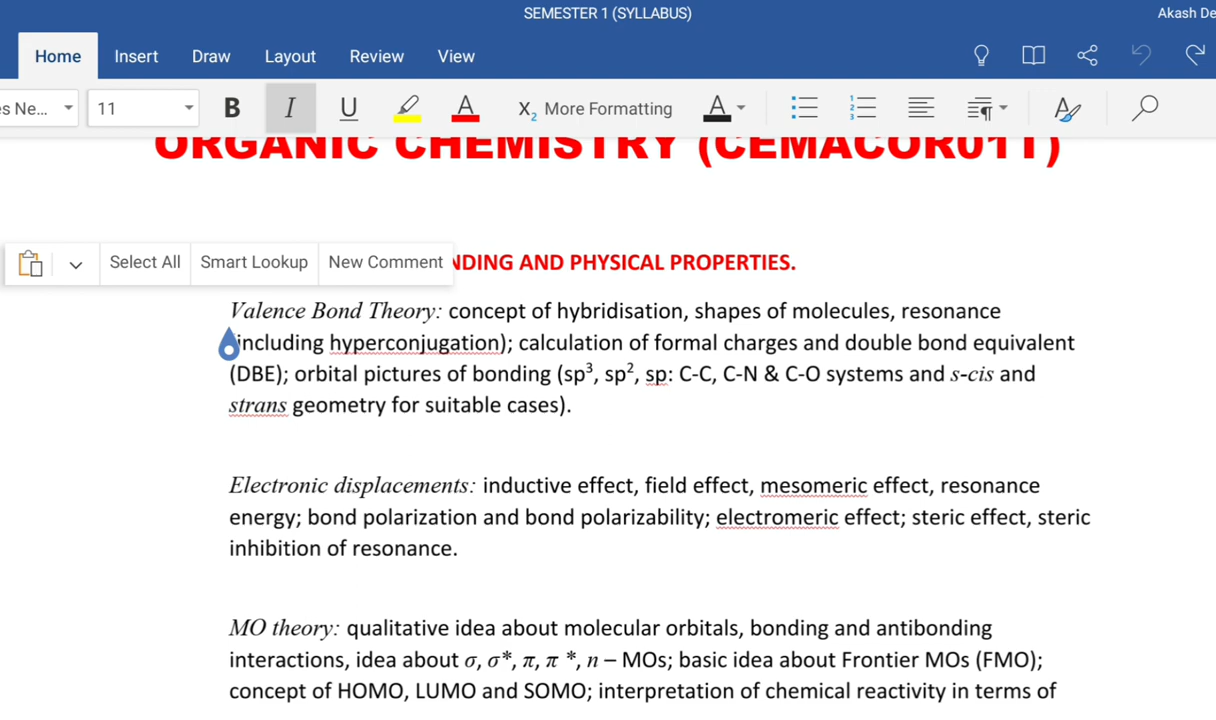 SEMESTER 1 (SYLLABUS)
Akash De
Home Insert Draw Layout Review View
es Ne... 11 B I U A X2 More Formatting A
ORGANIC CHEMISTRY (CEMACOR01T)
Select All Smart Lookup New Comment
NDING AND PHYSICAL PROPERTIES.
Valence Bond Theory: concept of hybridisation, shapes of molecules, resonance
(including hyperconjugation); calculation of formal charges and double bond equivalent
(DBE); orbital pictures of bonding (sp³, sp², sp: C-C, C-N & C-O systems and s-cis and
strans geometry for suitable cases).
Electronic displacements: inductive effect, field effect, mesomeric effect, resonance
energy; bond polarization and bond polarizability; electromeric effect; steric effect, steric
inhibition of resonance.
MO theory: qualitative idea about molecular orbitals, bonding and antibonding
interactions, idea about σ, σ*, π, π *, n – MOs; basic idea about Frontier MOs (FMO);
concept of HOMO, LUMO and SOMO; interpretation of chemical reactivity in terms of